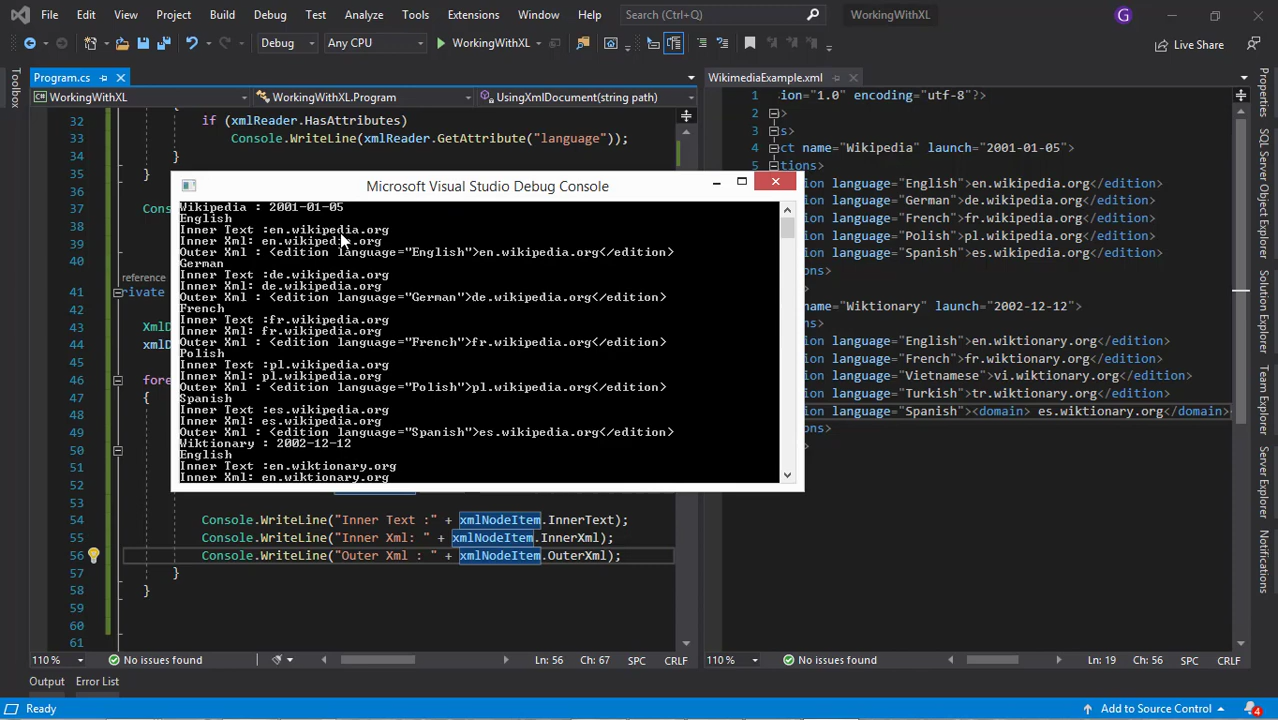 File Edit View Project Build Debug Test Analyze Tools Extensions Window Help Search (Ctrl+Q) WorkingWithXL G
Debug Any CPU WorkingWithXL Live Share
Toolbox
Program.cs
WorkingWithXL WorkingWithXL.Program UsingXmlDocument(string path)
32 if (xmlReader.HasAttributes)
33 Console.WriteLine(xmlReader.GetAttribute("language"));
34 }
35 }
36
37 Cons
38
39 }
40
reference
41 private
42
43 XmlD
44 xmlD
45
46 fore
47 {
48
49
50
51
52
53
54 Console.WriteLine("Inner Text :" + xmlNodeItem.InnerText);
55 Console.WriteLine("Inner Xml: " + xmlNodeItem.InnerXml);
56 Console.WriteLine("Outer Xml : " + xmlNodeItem.OuterXml);
57 }
58 }
59
60
61
110 % No issues found Ln: 56 Ch: 67 SPC CRLF
Microsoft Visual Studio Debug Console
Wikipedia : 2001-01-05
English
Inner Text :en.wikipedia.org
Inner Xml: en.wikipedia.org
Outer Xml : <edition language="English">en.wikipedia.org</edition>
German
Inner Text :de.wikipedia.org
Inner Xml: de.wikipedia.org
Outer Xml : <edition language="German">de.wikipedia.org</edition>
French
Inner Text :fr.wikipedia.org
Inner Xml: fr.wikipedia.org
Outer Xml : <edition language="French">fr.wikipedia.org</edition>
Polish
Inner Text :pl.wikipedia.org
Inner Xml: pl.wikipedia.org
Outer Xml : <edition language="Polish">pl.wikipedia.org</edition>
Spanish
Inner Text :es.wikipedia.org
Inner Xml: es.wikipedia.org
Outer Xml : <edition language="Spanish">es.wikipedia.org</edition>
Wiktionary : 2002-12-12
English
Inner Text :en.wiktionary.org
Inner Xml: en.wiktionary.org
WikimediaExample.xml
1 ion="1.0" encoding="utf-8"?>
2 >
3 s>
4 ct name="Wikipedia" launch="2001-01-05">
5 tions>
ion language="English">en.wikipedia.org</edition>
ion language="German">de.wikipedia.org</edition>
ion language="French">fr.wikipedia.org</edition>
ion language="Polish">pl.wikipedia.org</edition>
ion language="Spanish">es.wikipedia.org</edition>
ons>
>
name="Wiktionary" launch="2002-12-12">
ns>
ion language="English">en.wiktionary.org</edition>
ion language="French">fr.wiktionary.org</edition>
ion language="Vietnamese">vi.wiktionary.org</edition>
ion language="Turkish">tr.wiktionary.org</edition>
ion language="Spanish"><domain> es.wiktionary.org</domain>
ons>
>
110 % No issues found Ln: 19 Ch: 56 SPC CRLF
Properties
SQL Server Object Explorer
Solution Explorer
Team Explorer
Notifications
Output Error List
Ready Add to Source Control 4